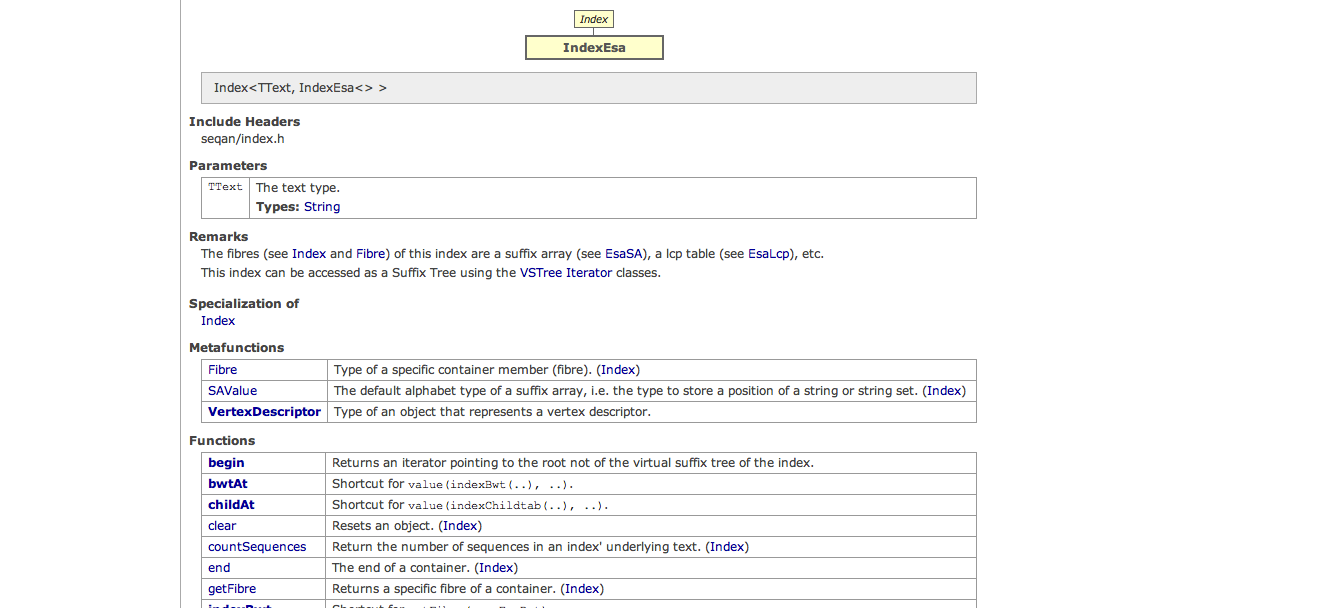 Index
IndexEsa
Index<TText, IndexEsa<> >
Include Headers
seqan/index.h
Parameters
TText The text type.
Types: String
Remarks
The fibres (see Index and Fibre) of this index are a suffix array (see EsaSA), a lcp table (see EsaLcp), etc.
This index can be accessed as a Suffix Tree using the VSTree Iterator classes.
Specialization of
Index
Metafunctions
Fibre Type of a specific container member (fibre). (Index)
SAValue The default alphabet type of a suffix array, i.e. the type to store a position of a string or string set. (Index)
VertexDescriptor Type of an object that represents a vertex descriptor.
Functions
begin Returns an iterator pointing to the root not of the virtual suffix tree of the index.
bwtAt Shortcut for value(indexBwt(..), ..).
childAt Shortcut for value(indexChildtab(..), ..).
clear Resets an object. (Index)
countSequences Return the number of sequences in an index' underlying text. (Index)
end The end of a container. (Index)
getFibre Returns a specific fibre of a container. (Index)
indexBwt Shortcut for